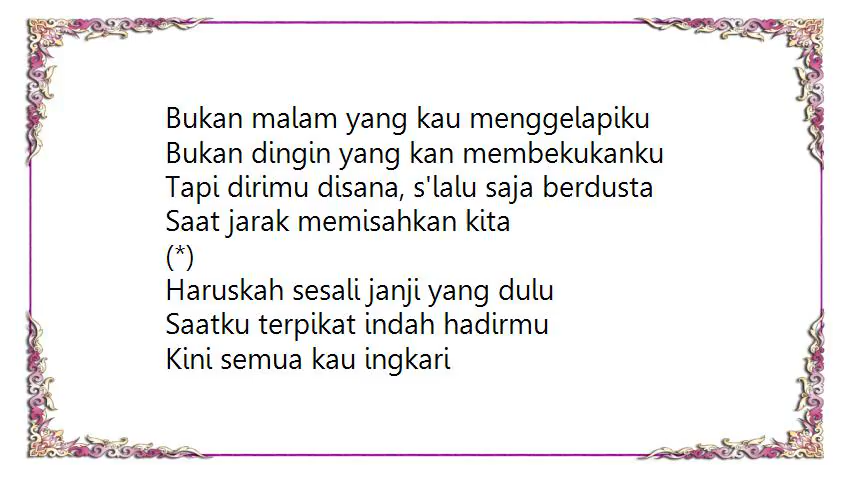 Bukan malam yang kau menggelapiku
Bukan dingin yang kan membekukanku
Tapi dirimu disana, s'lalu saja berdusta
Saat jarak memisahkan kita
(*)
Haruskah sesali janji yang dulu
Saatku terpikat indah hadirmu
Kini semua kau ingkari